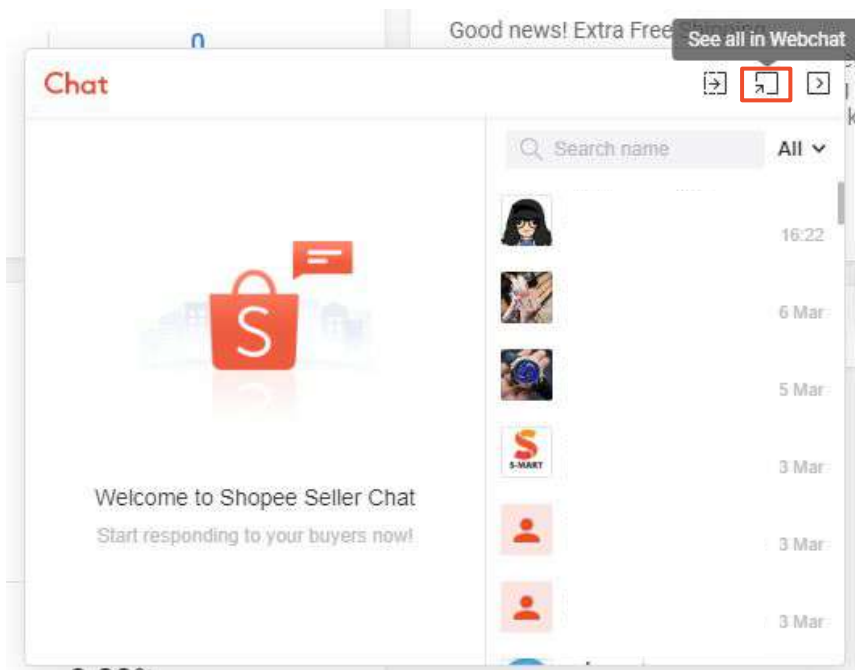 Good news! Extra Free
See all in Webchat
Chat
Search name
All
16:22
6 Mar
5 Mar
S-MART
3 Mar
S
Welcome to Shopee Seller Chat
Start responding to your buyers now!
3 Mar
3 Mar